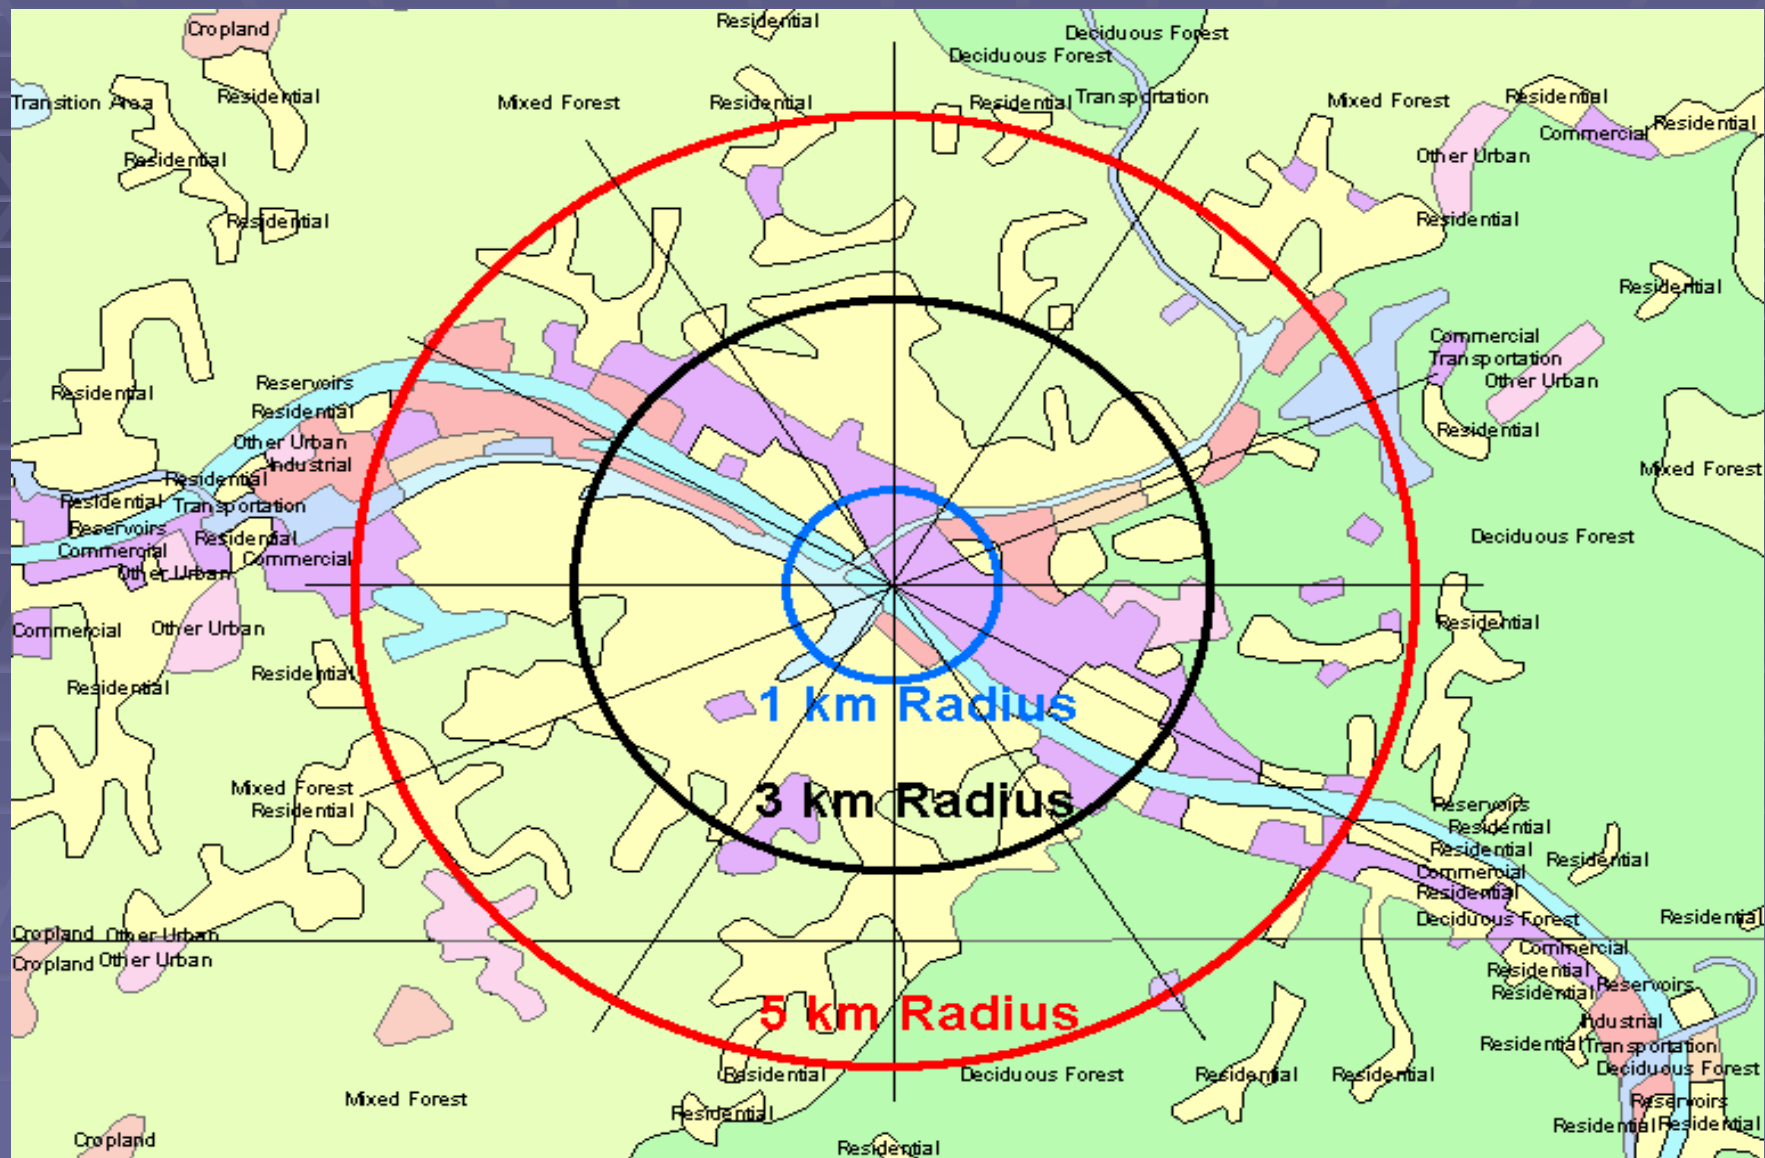 Residential
Cropland
Deciduous Forest
Deciduous Forest
Residential
Transition Area
Mixed Forest
Residential
Residential
Transportation
Mixed Forest
Residential
Residential
Commercial
Residential
Other Urban
Residential
Residential
Residential
Commercial
Transportation
Other Urban
Reservoirs
Residential
Residential
Other Urban
Industrial
Residential
Residential
Transportation
Residential
Reservoirs
Residential
Commercial
Commercial
Other Urban
Residential
Mixed Forest
Deciduous Forest
Commercial
Other Urban
Residential
Residential
Residential
1 km Radius
Mixed Forest
Residential
3 km Radius
Reservoirs
Residential
Residential
Residential
Commercial
Residential
Deciduous Forest
Residential
Cropland
Other Urban
Cropland
Other Urban
Commercial
Residential
Reservoirs
Residential
5 km Radius
Industrial
Residential
Transportation
Deciduous Forest
Residential
Deciduous Forest
Residential
Residential
Mixed Forest
Residential
Reservoirs
Residential
Residential
Cropland
Residential